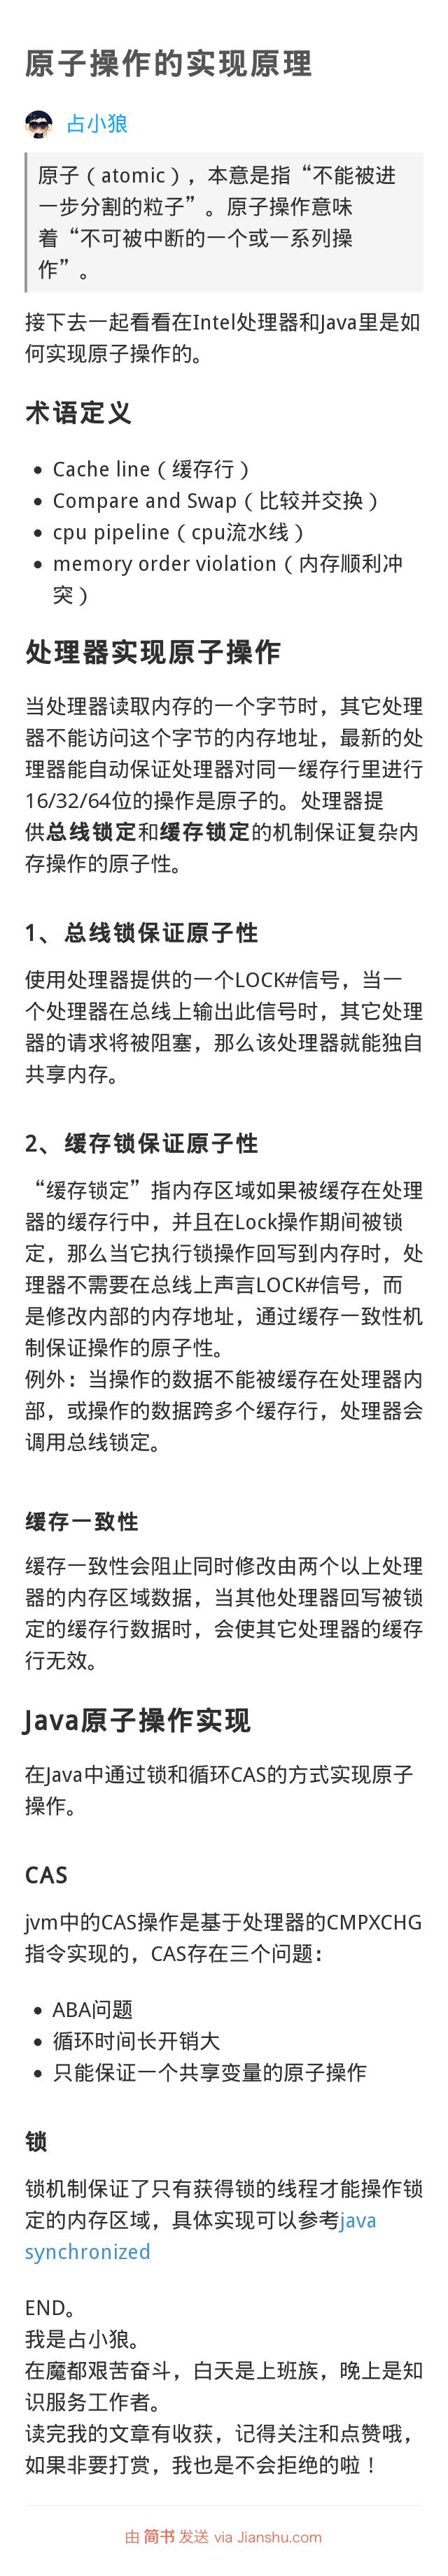 原子操作的实现原理
占小狼
原子（atomic），本意是指“不能被进
一步分割的粒子”。原子操作意味
着“不可被中断的一个或一系列操
作”。
接下去一起看看在Intel处理器和Java里是如
何实现原子操作的。
术语定义
• Cache line（缓存行）
• Compare and Swap（比较并交换）
• cpu pipeline（cpu流水线）
• memory order violation（内存顺利冲
突）
处理器实现原子操作
当处理器读取内存的一个字节时，其它处理
器不能访问这个字节的内存地址，最新的处
理器能自动保证处理器对同一缓存行里进行
16/32/64位的操作是原子的。处理器提
供总线锁定和缓存锁定的机制保证复杂内
存操作的原子性。
1、总线锁保证原子性
使用处理器提供的一个LOCK#信号，当一
个处理器在总线上输出此信号时，其它处理
器的请求将被阻塞，那么该处理器就能独自
共享内存。
2、缓存锁保证原子性
“缓存锁定”指内存区域如果被缓存在处理
器的缓存行中，并且在Lock操作期间被锁
定，那么当它执行锁操作回写到内存时，处
理器不需要在总线上声言LOCK#信号，而
是修改内部的内存地址，通过缓存一致性机
制保证操作的原子性。
例外：当操作的数据不能被缓存在处理器内
部，或操作的数据跨多个缓存行，处理器会
调用总线锁定。
缓存一致性
缓存一致性会阻止同时修改由两个以上处理
器的内存区域数据，当其他处理器回写被锁
定的缓存行数据时，会使其它处理器的缓存
行无效。
Java原子操作实现
在Java中通过锁和循环CAS的方式实现原子
操作。
CAS
jvm中的CAS操作是基于处理器的CMPXCHG
指令实现的，CAS存在三个问题：
• ABA问题
• 循环时间长开销大
• 只能保证一个共享变量的原子操作
锁
锁机制保证了只有获得锁的线程才能操作锁
定的内存区域，具体实现可以参考java
synchronized
END。
我是占小狼。
在魔都艰苦奋斗，白天是上班族，晚上是知
识服务工作者。
读完我的文章有收获，记得关注和点赞哦，
如果非要打赏，我也是不会拒绝的啦！
由 简书 发送 via Jianshu.com